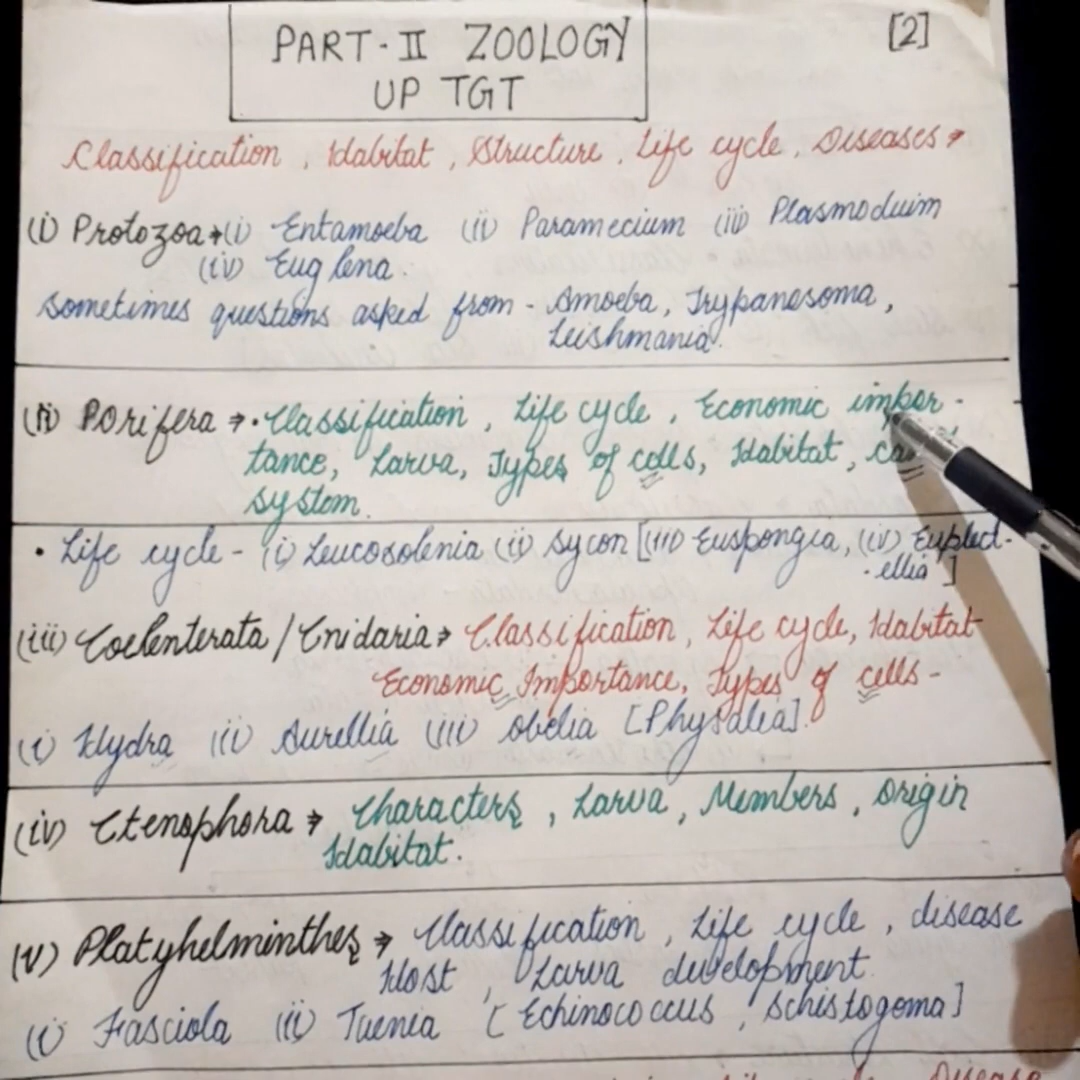 PART-II ZOOLOGY [2]
UP TGT
Classification, Habitat, Structure, Life cycle, Diseases →
(i) Protozoa → (i) Entamoeba (ii) Paramecium (iii) Plasmoduim
(iv) Euglena.
Sometimes questions asked from - Amoeba, Trypanosoma,
Leishmania.
(ii) Porifera → • Classification, Life cycle, Economic impor-
tance, Larva, Types of cells, Habitat,
system.
• Life cycle - (i) Leucosolenia (ii) Sycon [(iii) Euspongia, (iv) Euplect-
-ellia]
(iii) Coelenterata / Cnidaria → Classification, Life cycle, Habitat
Economic Importance, Types of cells -
(i) Hydra (ii) Aurellia (iii) Obelia [Physalia].
(iv) Ctenophora → Characters, Larva, Members, origin
Habitat.
(v) Platyhelminthes → Classification, Life cycle, disease
Host, Larva development.
(i) Fasciola (ii) Taenia [Echinococcus, Schistogoma]
Disease